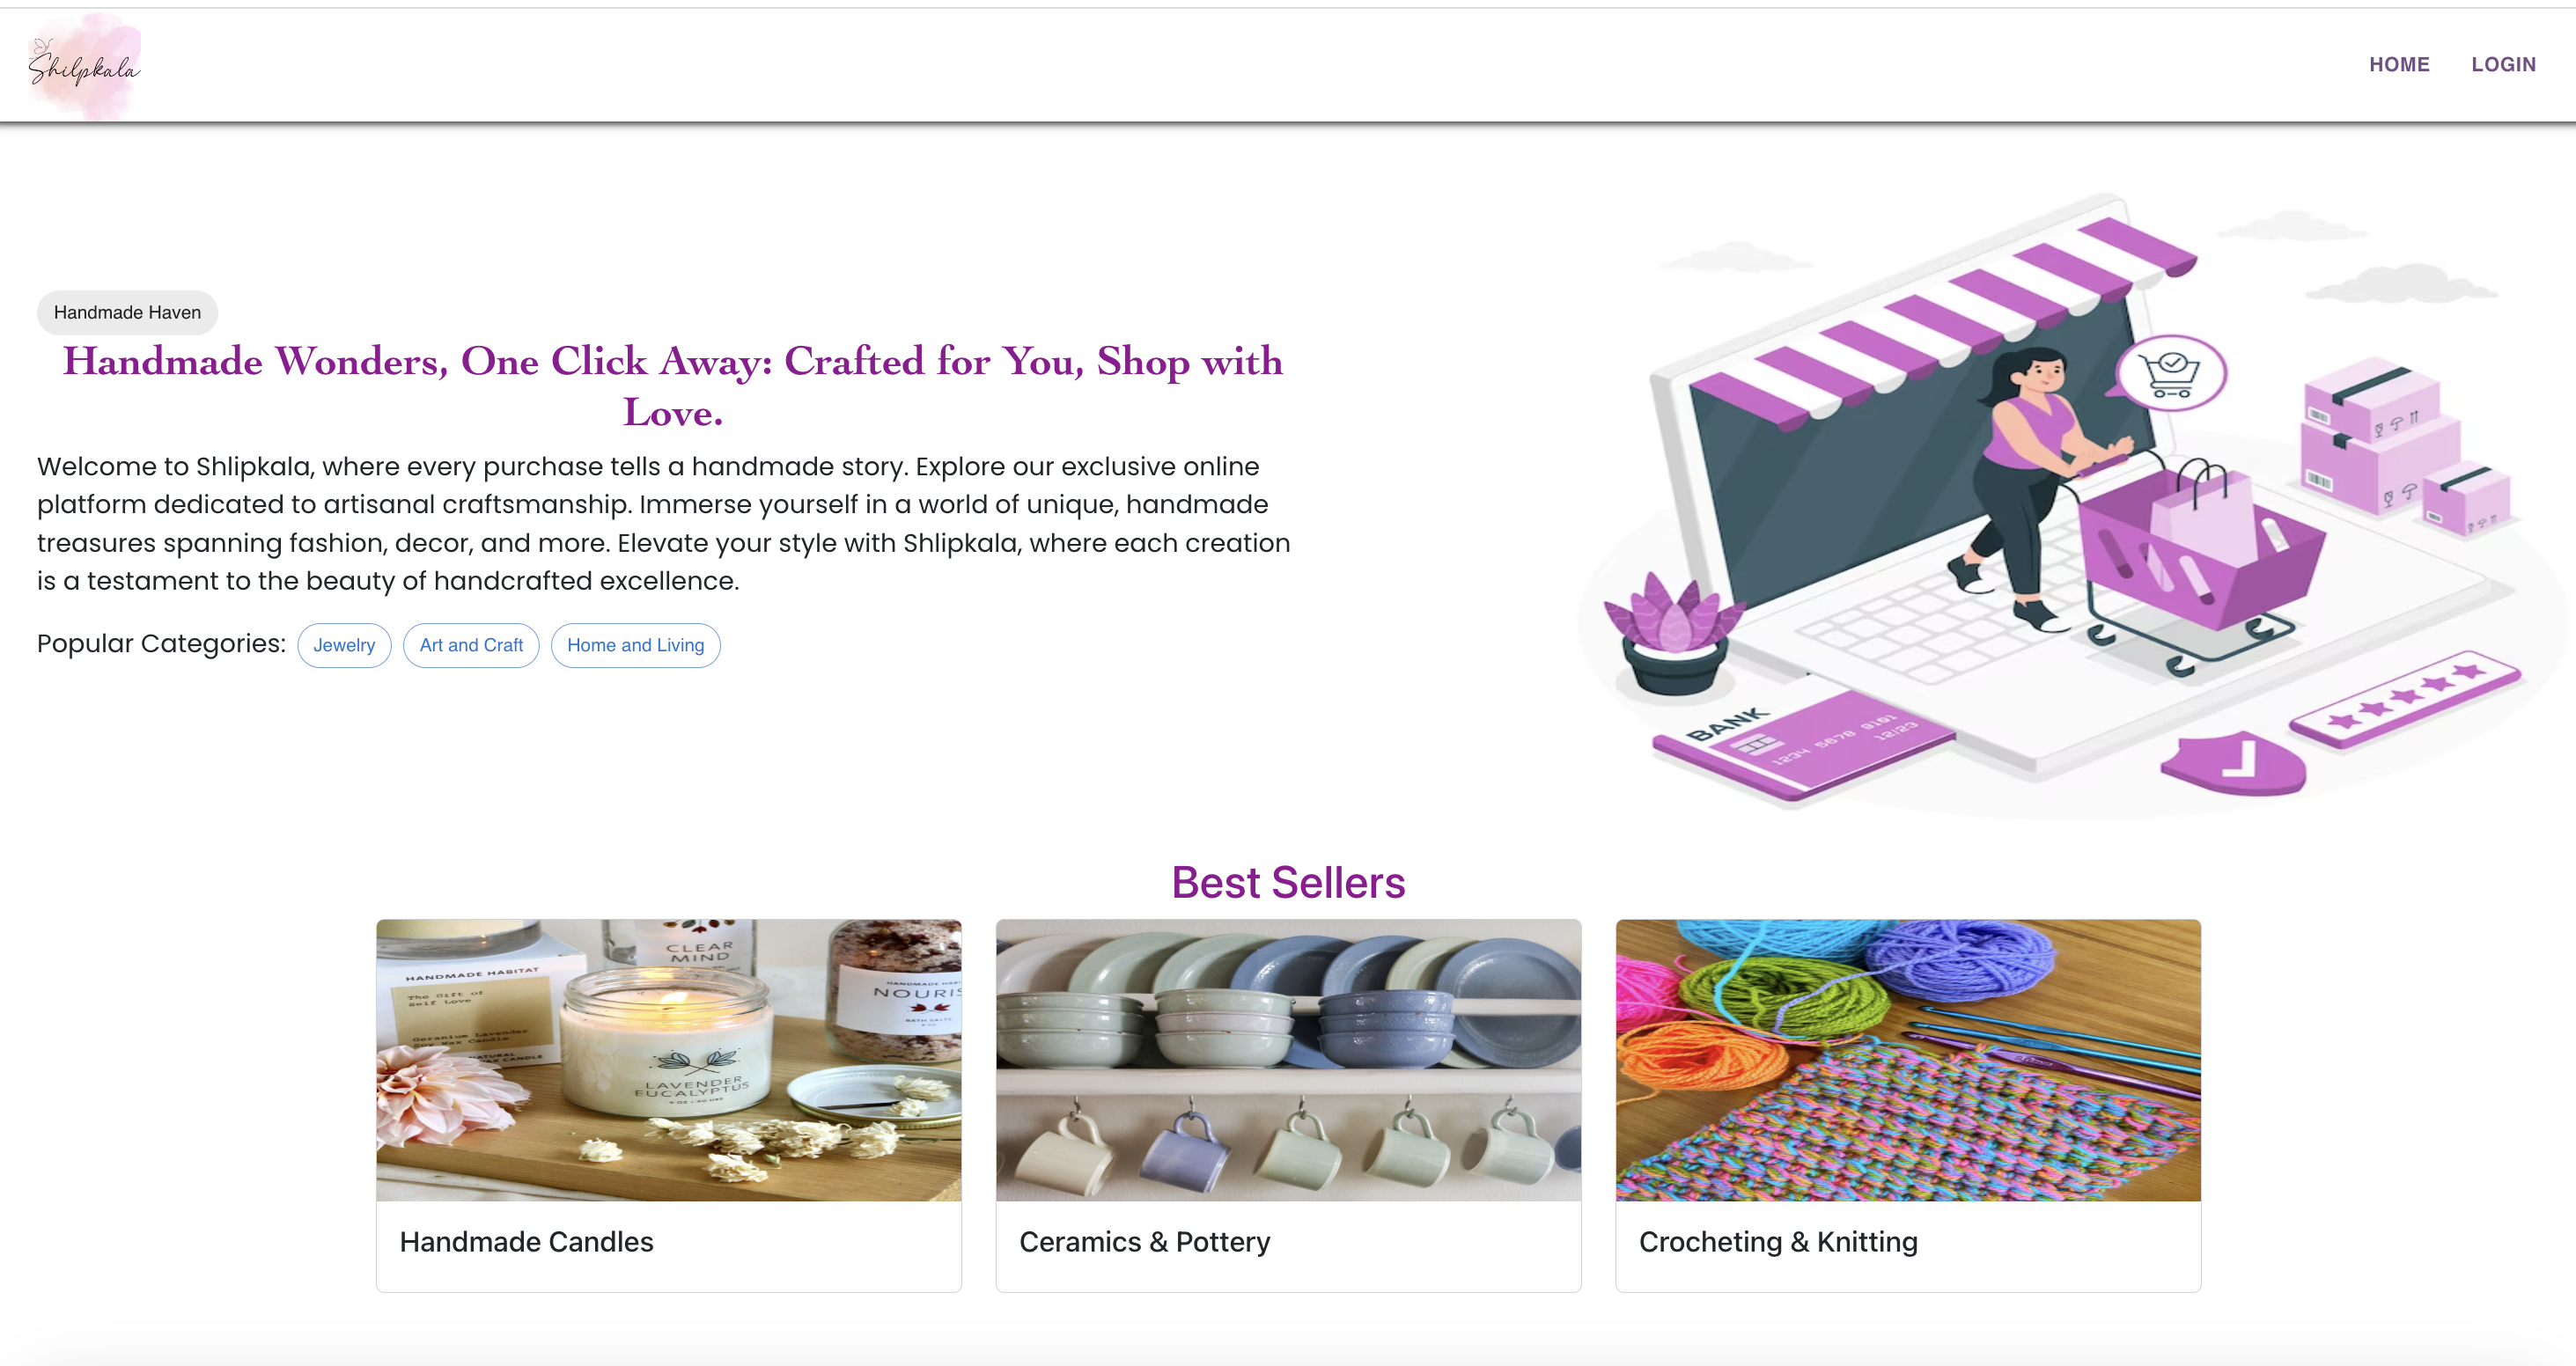 Shilpkala
HOME LOGIN
Handmade Haven
Handmade Wonders, One Click Away: Crafted for You, Shop with
Love.
Welcome to Shlipkala, where every purchase tells a handmade story. Explore our exclusive online
platform dedicated to artisanal craftsmanship. Immerse yourself in a world of unique, handmade
treasures spanning fashion, decor, and more. Elevate your style with Shlipkala, where each creation
is a testament to the beauty of handcrafted excellence.
Popular Categories: Jewelry Art and Craft Home and Living
BANK
1234 5678 9101
12/23
Best Sellers
CLEAR
MIND
HANDMADE HABITAT
The Gift of
Self Love
Geranium Lavender
Soy Wax Candle
NATURAL
WAX CANDLE
NOURIS
BATH SALTS
LAVENDER
EUCALYPTUS
Handmade Candles
Ceramics & Pottery
Crocheting & Knitting